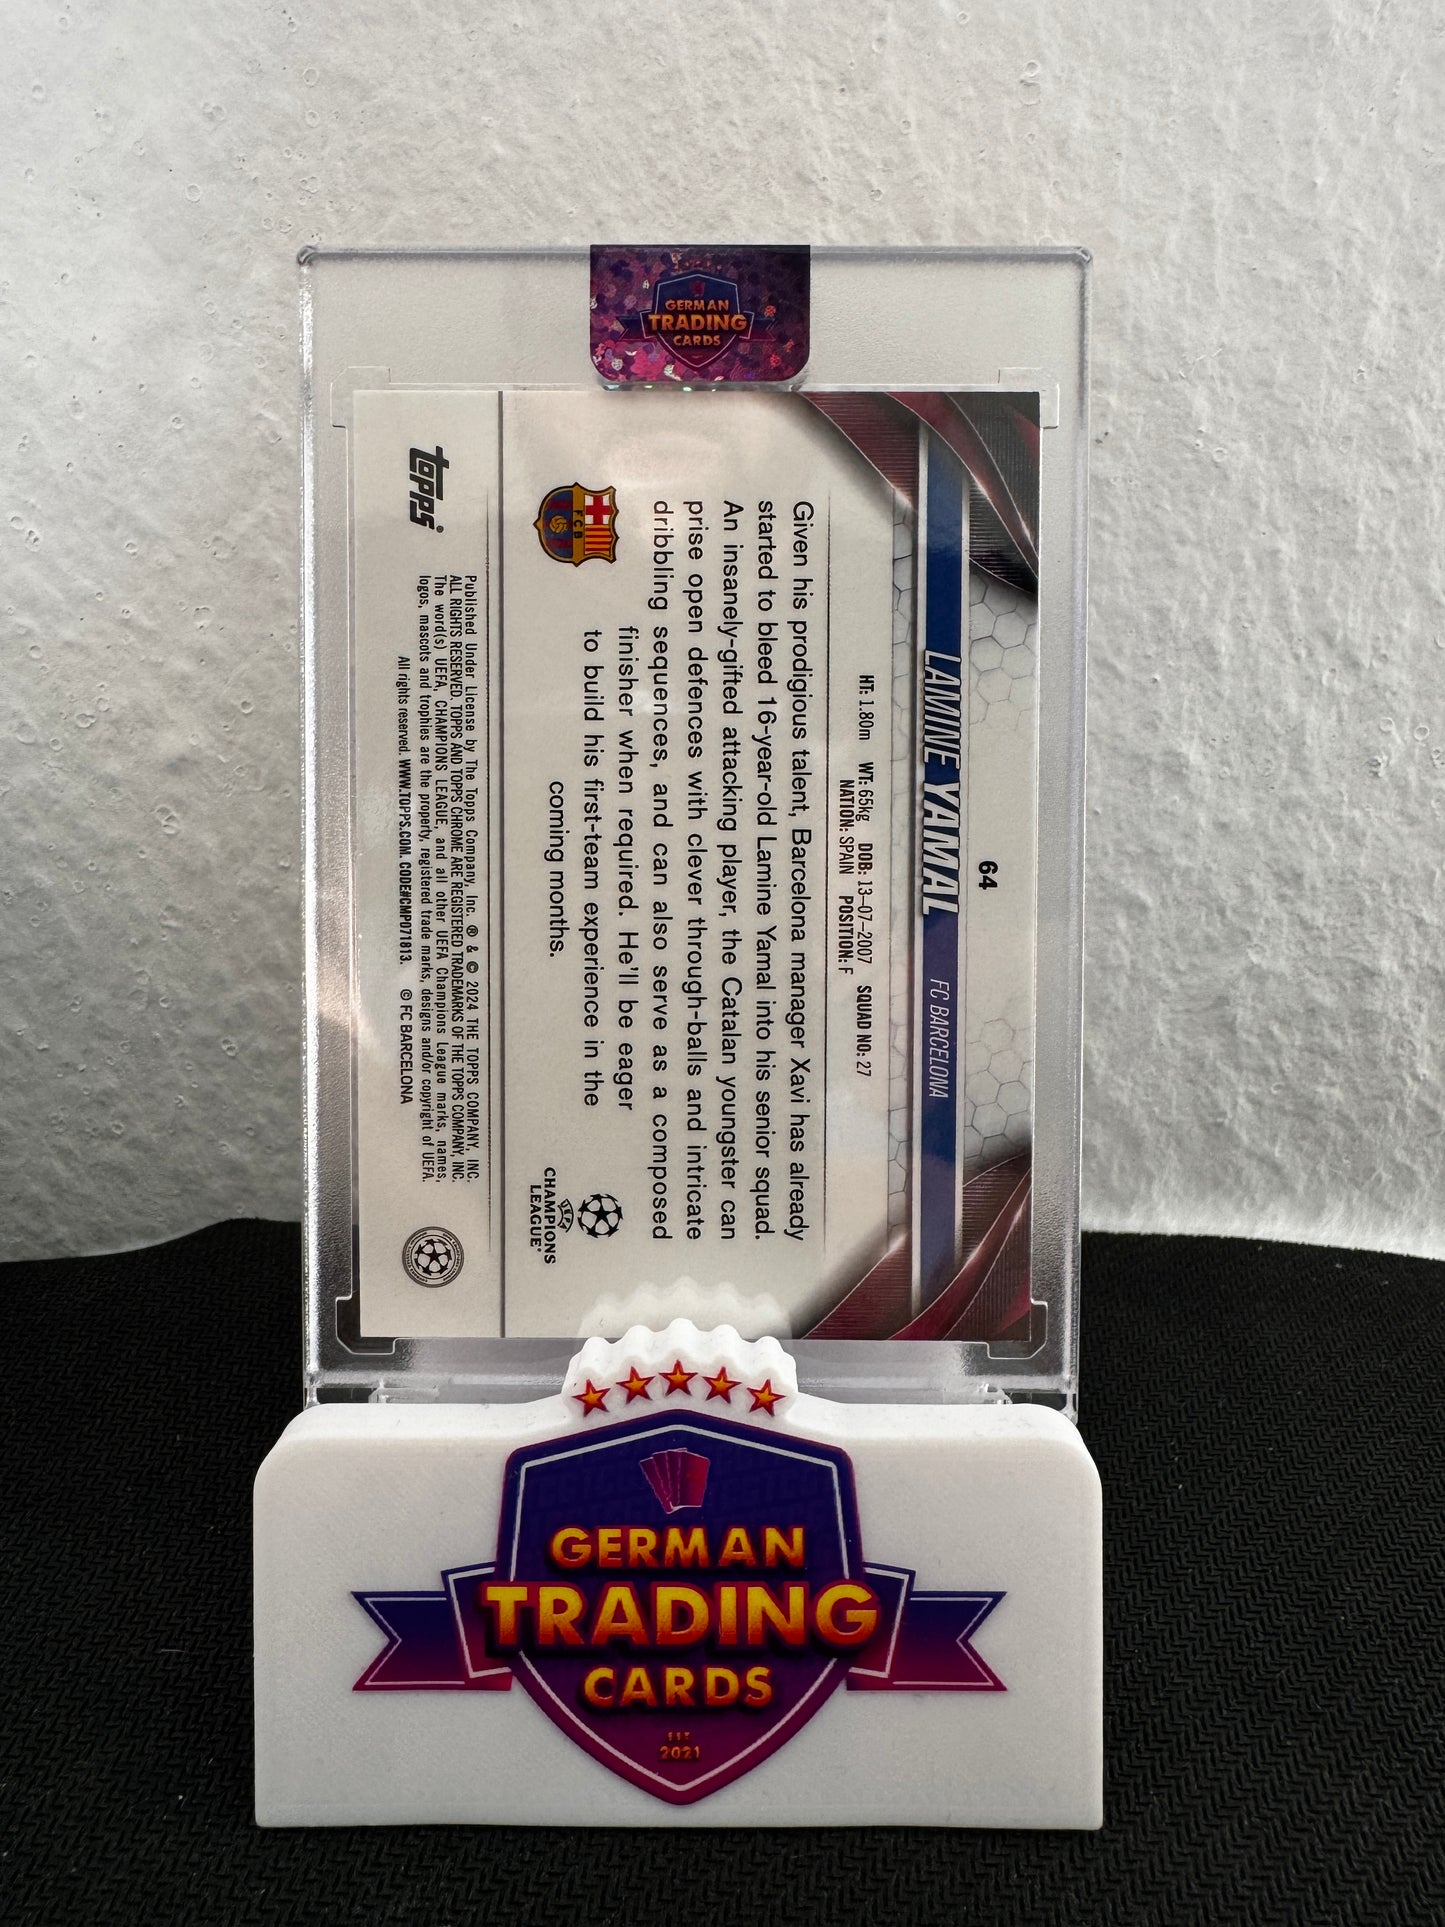 GERMAN
TRADING
CARDS
64
LAMINE YAMAL FC BARCELONA
HT: 1.80m WT: 65kg DOB: 13-07-2007 SQUAD NO: 27
NATION: SPAIN POSITION: F
Given his prodigious talent, Barcelona manager Xavi has already
started to bleed 16-year-old Lamine Yamal into his senior squad.
An insanely-gifted attacking player, the Catalan youngster can
prise open defences with clever through-balls and intricate
dribbling sequences, and can also serve as a composed
finisher when required. He'll be eager
to build his first-team experience in the
coming months.
FCB
UEFA
CHAMPIONS
LEAGUE®
topps®
Published Under License by The Topps Company, Inc. ® & © 2024 THE TOPPS COMPANY, INC.
ALL RIGHTS RESERVED. TOPPS AND TOPPS CHROME ARE REGISTERED TRADEMARKS OF THE TOPPS COMPANY, INC.
The word(s) UEFA, CHAMPIONS LEAGUE, and all other UEFA Champions League marks, names,
logos, mascots and trophies are the property, registered trade marks, designs and/or copyright of UEFA.
All rights reserved. WWW.TOPPS.COM. CODE#CMP071813. © FC BARCELONA
GERMAN
TRADING
CARDS
EST
2021